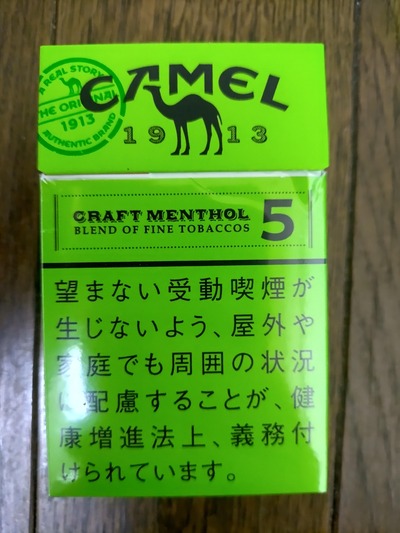 A REAL STORY
THE ORIGINAL
1913
AUTHENTIC BRAND
CAMEL
1913
CRAFT MENTHOL
BLEND OF FINE TOBACCOS
5
望まない受動喫煙が
生じないよう、屋外や
家庭でも周囲の状況
に配慮することが、健
康増進法上、義務付
けられています。